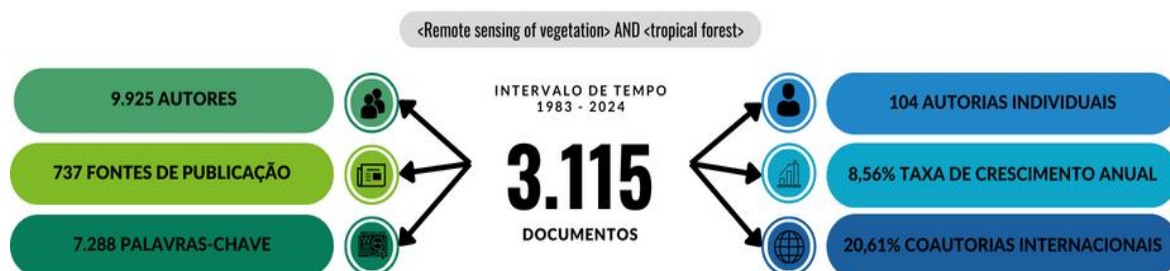 <Remote sensing of vegetation> AND <tropical forest>
9.925 AUTORES
737 FONTES DE PUBLICAÇÃO
7.288 PALAVRAS-CHAVE
INTERVALO DE TEMPO
1983 - 2024
3.115
DOCUMENTOS
104 AUTORIAS INDIVIDUAIS
8,56% TAXA DE CRESCIMENTO ANUAL
20,61% COAUTORIAS INTERNACIONAIS